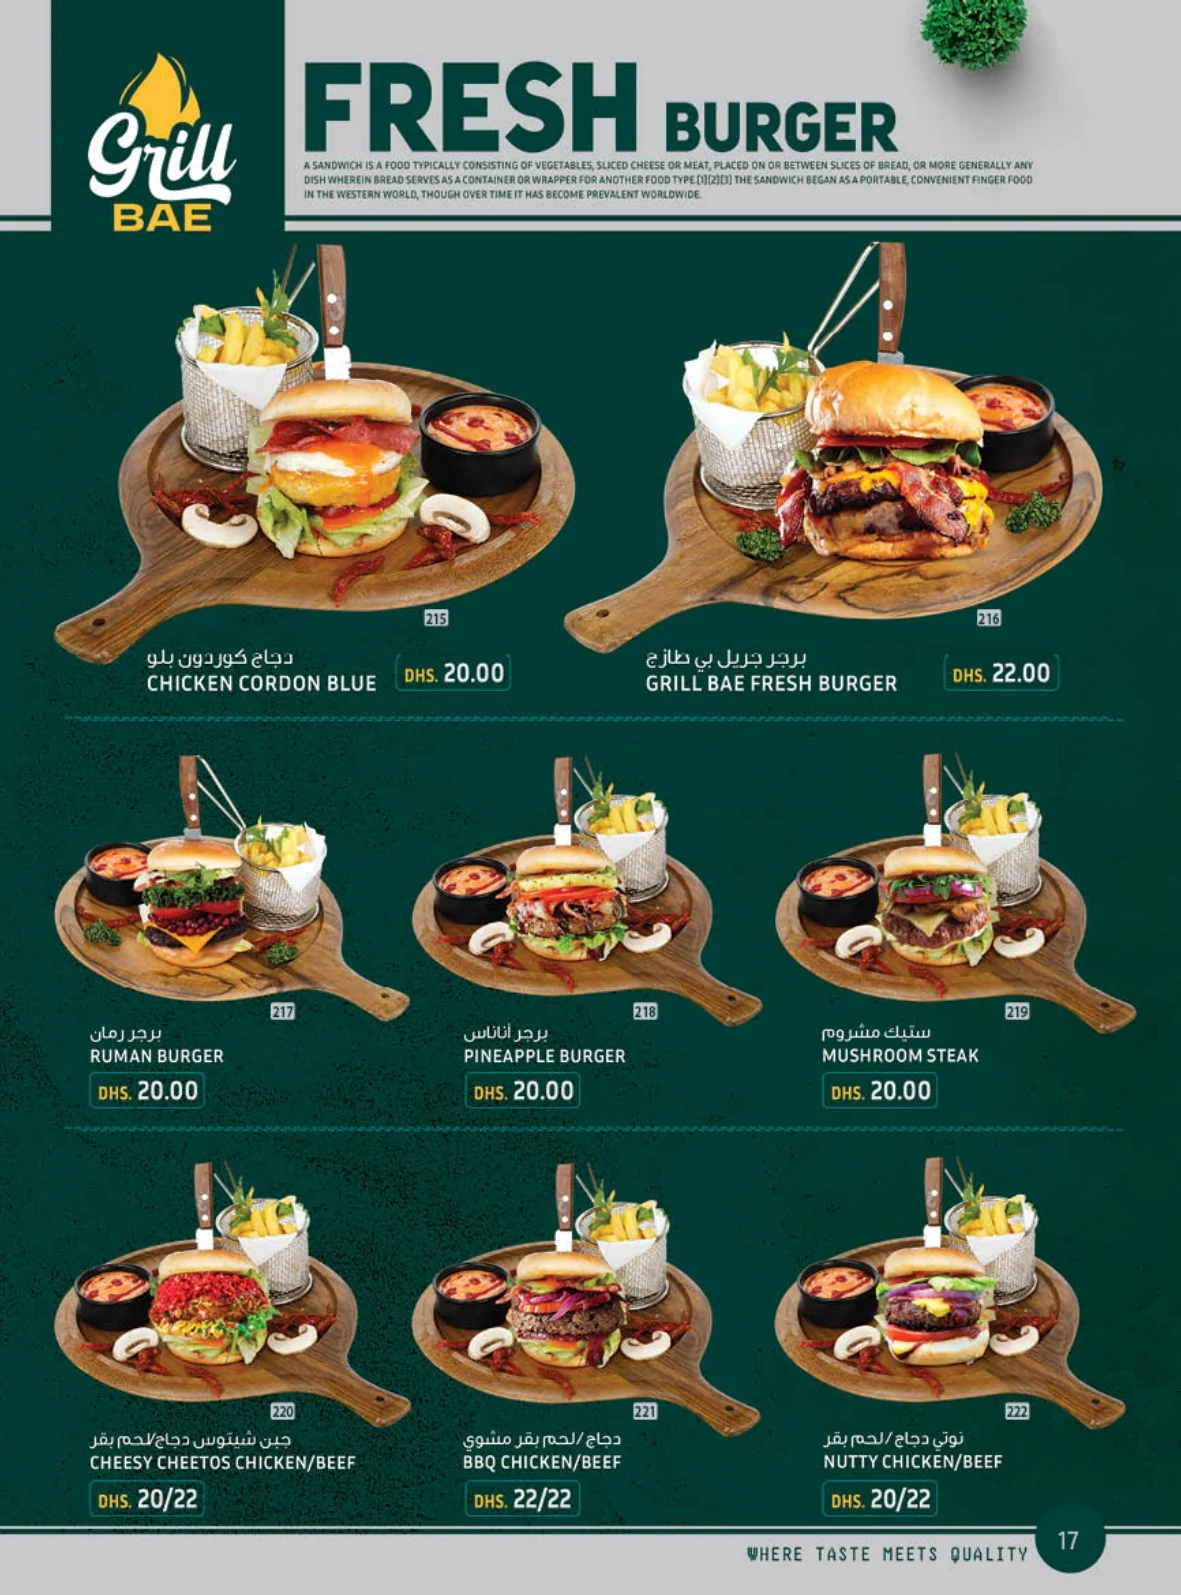 Grill
BAE
FRESH BURGER
A SANDWICH IS A FOOD TYPICALLY CONSISTING OF VEGETABLES, SLICED CHEESE OR MEAT, PLACED ON OR BETWEEN SLICES OF BREAD, OR MORE GENERALLY ANY
DISH WHEREIN BREAD SERVES AS A CONTAINER OR WRAPPER FOR ANOTHER FOOD TYPE.[1][2][3] THE SANDWICH BEGAN AS A PORTABLE, CONVENIENT FINGER FOOD
IN THE WESTERN WORLD, THOUGH OVER TIME IT HAS BECOME PREVALENT WORLDWIDE.
215
دجاج كوردون بلو
CHICKEN CORDON BLUE
DHS. 20.00
216
برجر جريل بي طازج
GRILL BAE FRESH BURGER
DHS. 22.00
217
برجر رمان
RUMAN BURGER
DHS. 20.00
218
برجر أناناس
PINEAPPLE BURGER
DHS. 20.00
219
ستيك مشروم
MUSHROOM STEAK
DHS. 20.00
220
جبن شيتوس دجاج/لحم بقر
CHEESY CHEETOS CHICKEN/BEEF
DHS. 20/22
221
دجاج/لحم بقر مشوي
BBQ CHICKEN/BEEF
DHS. 22/22
222
نوتي دجاج/لحم بقر
NUTTY CHICKEN/BEEF
DHS. 20/22
WHERE TASTE MEETS QUALITY
17